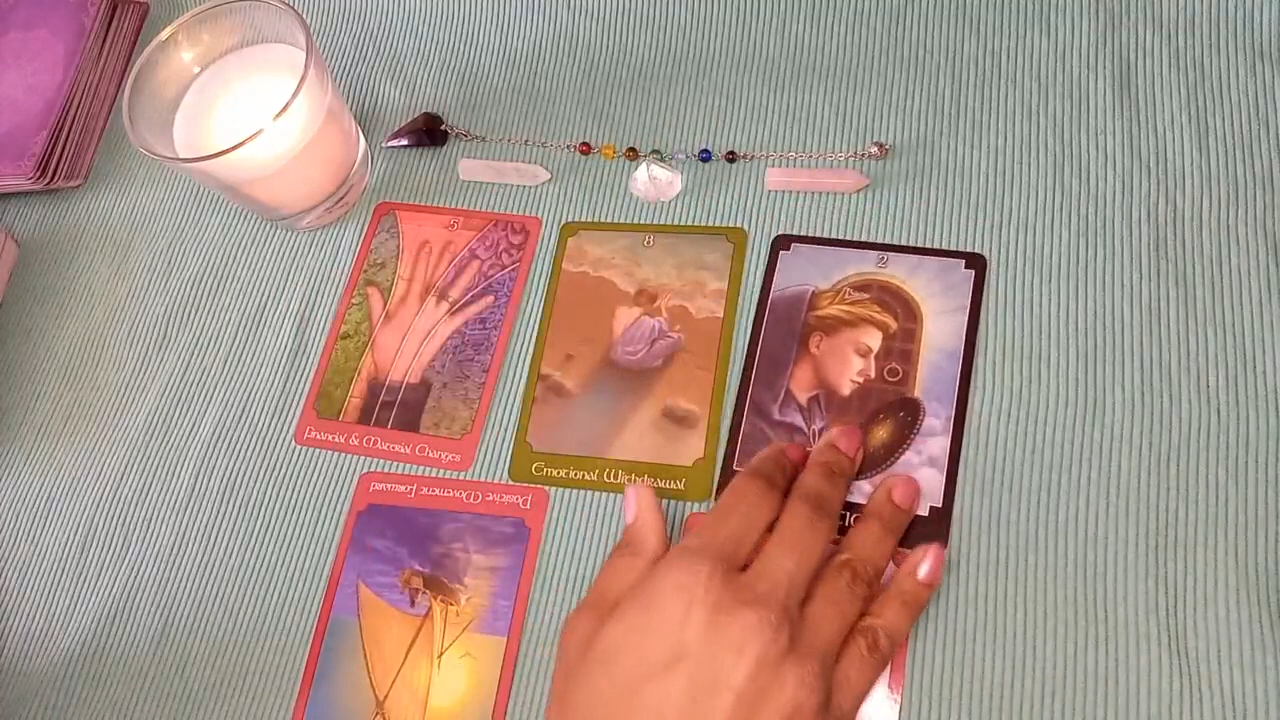 5
8
2
Financial & Material Changes
Emotional Withdrawal
Positive Movement Forward